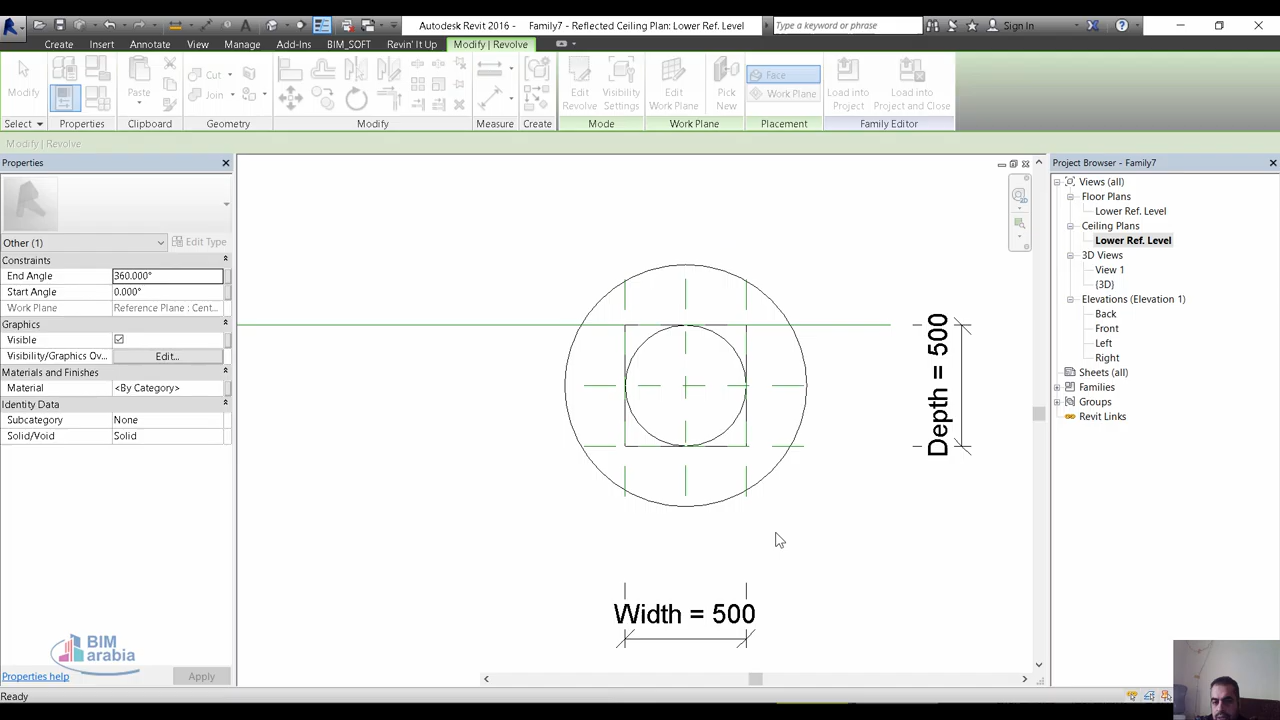 Autodesk Revit 2016 - Family7 - Reflected Ceiling Plan: Lower Ref. Level
Type a keyword or phrase
Sign In
Create Insert Annotate View Manage Add-Ins BIM_SOFT Revin' It Up Modify | Revolve
Modify
Paste
Cut
Join
Edit Revolve
Visibility Settings
Edit Work Plane
Pick New
Face
Work Plane
Load into Project
Load into Project and Close
Select Properties Clipboard Geometry Modify Measure Create Mode Work Plane Placement Family Editor
Modify | Revolve
Properties
Other (1)
Edit Type
Constraints
End Angle 360.000°
Start Angle 0.000°
Work Plane Reference Plane : Cent...
Graphics
Visible
Visibility/Graphics Ov... Edit...
Materials and Finishes
Material <By Category>
Identity Data
Subcategory None
Solid/Void Solid
BIM
arabia
Properties help
Apply
Ready
Depth = 500
Width = 500
Project Browser - Family7
Views (all)
Floor Plans
Lower Ref. Level
Ceiling Plans
Lower Ref. Level
3D Views
View 1
{3D}
Elevations (Elevation 1)
Back
Front
Left
Right
Sheets (all)
Families
Groups
Revit Links